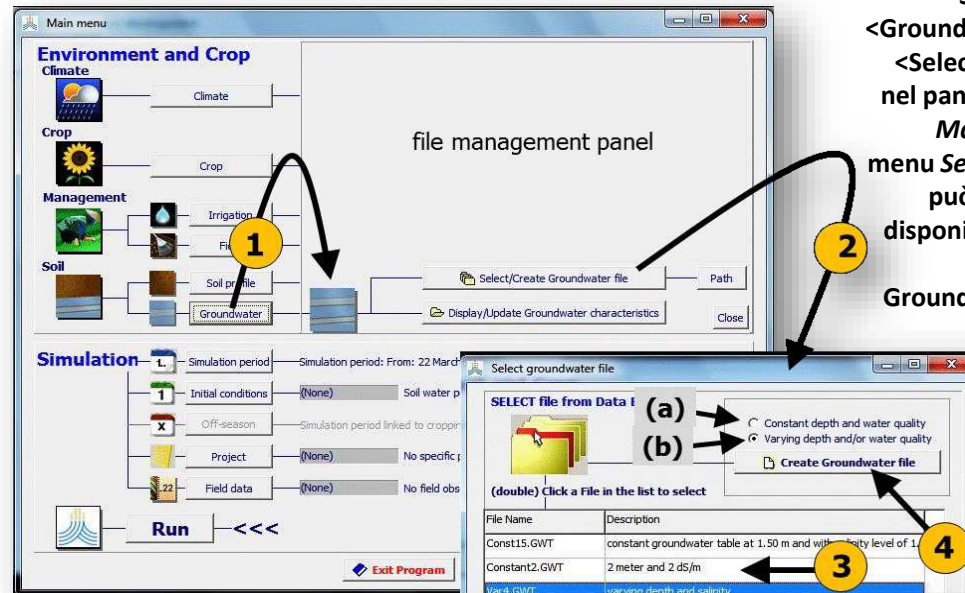 Main menu
Environment and Crop
Climate
Climate
Crop
Crop
Management
Irrigation
Soil
Soil profile
Groundwater
1
file management panel
Select/Create Groundwater file
Path
Display/Update Groundwater characteristics
Close
2
<Ground
<Selec
nel pan
Ma
menu Se
può
disponi
Ground
Simulation
Simulation period
Simulation period: From: 22 March
Initial conditions
(None)
Soil water p
Off-season
Simulation period linked to croppin
Project
(None)
No specific p
Field data
(None)
No field obs
Run
<<<
Exit Program
Select groundwater file
SELECT file from Data B
(a)
Constant depth and water quality
(b)
Varying depth and/or water quality
Create Groundwater file
(double) Click a File in the list to select
File Name
Description
Const15.GWT
constant groundwater table at 1.50 m and with salinity level of 1.
Constant2.GWT
2 meter and 2 dS/m
Var4.GWT
varying depth and salinity
3
4